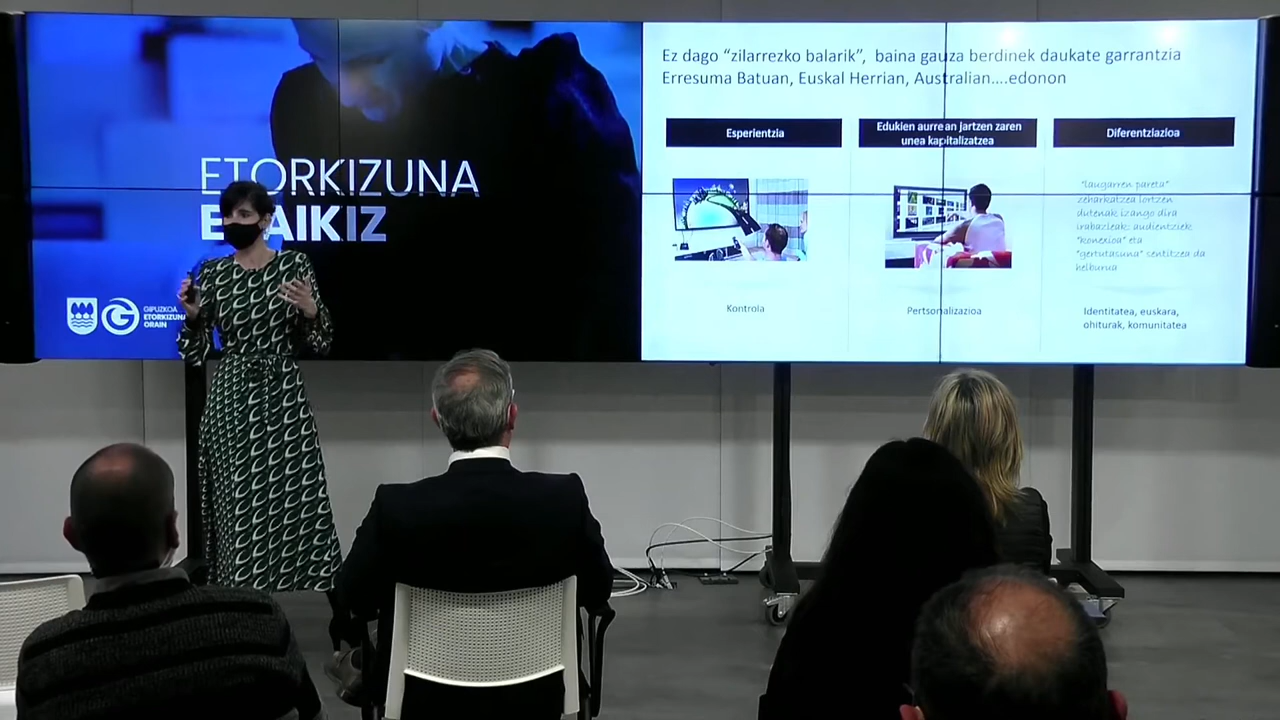 ETORKIZUNA
GIPUZKOA
ETORKIZUNA
ORAIN
Ez dago “zilarrezko balarik”, baina gauza berdinek daukate garrantzia
Erresuma Batuan, Euskal Herrian, Australian....edonon
Esperientzia
Edukien aurrean jartzen zaren
unea kapitalizatzea
Diferentziazioa
"laugarren pareta"
zeharkatzea lortzen
dutenak izango dira
irabazleak: audientziek
"konexioa" eta
"gertutasuna" sentitzea da
helburua
Kontrola
Pertsonalizazioa
Identitatea, euskara,
ohiturak, komunitatea